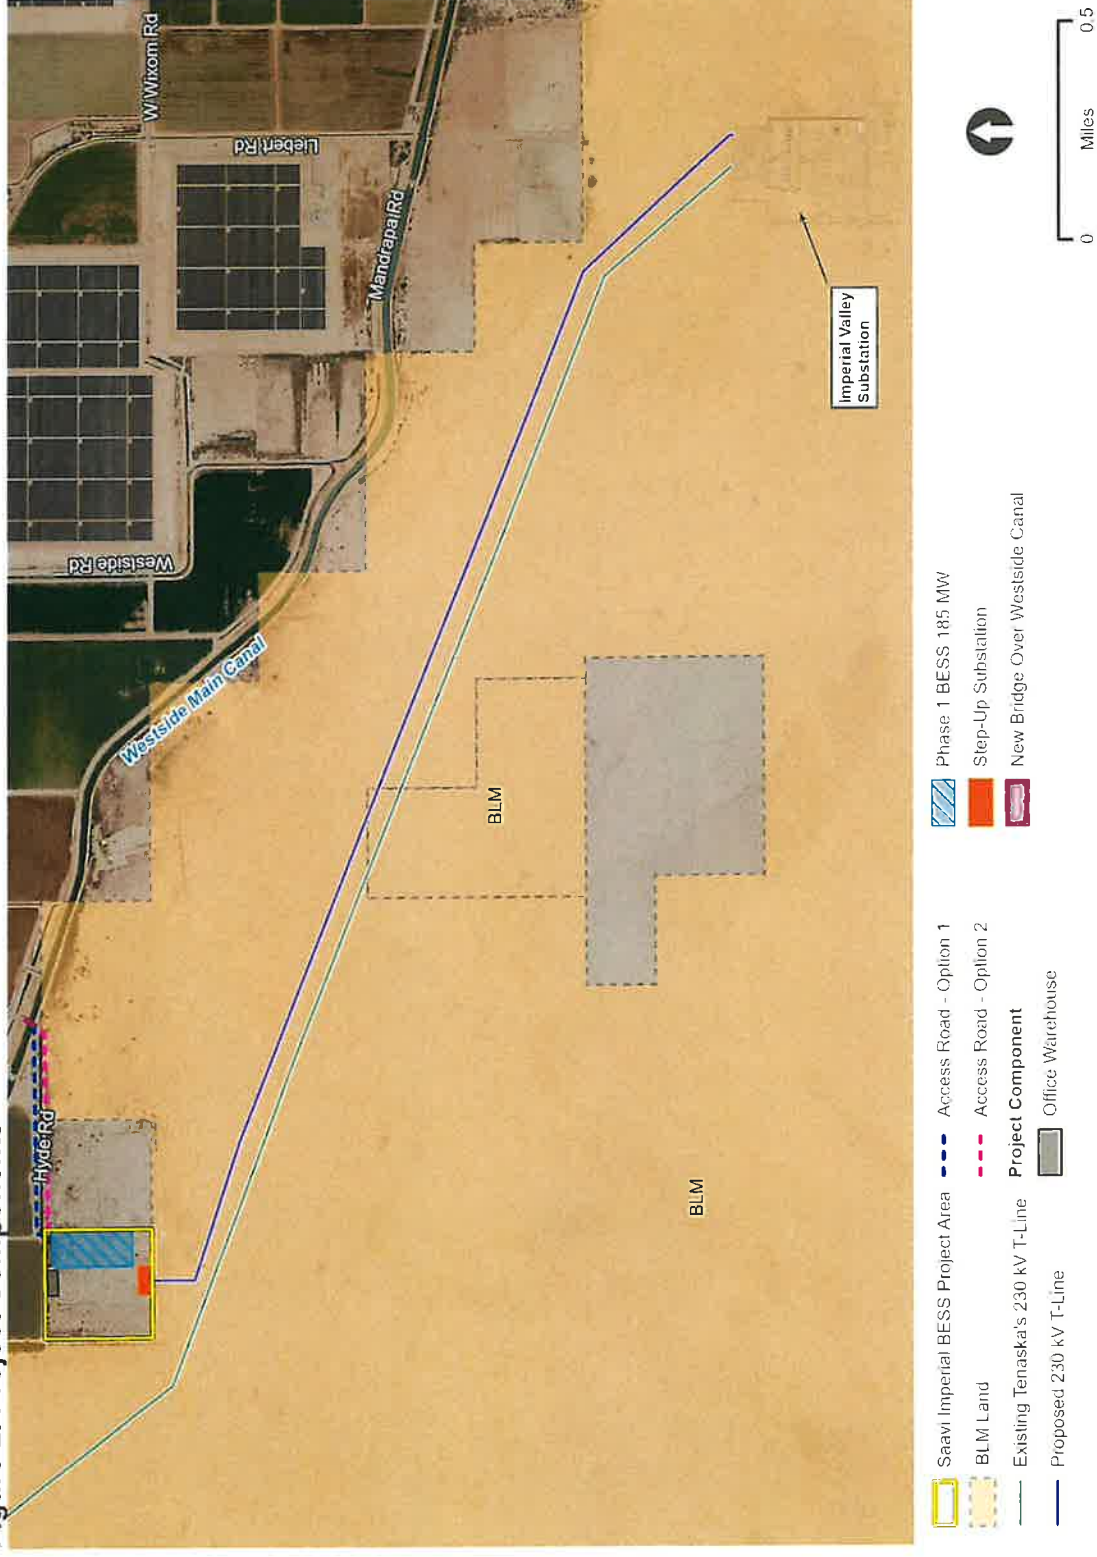 W Wixom Rd
Liebert Rd
Mandrapa Rd
Westside Rd
Westside Main Canal
Hyde Rd
BLM
BLM
Imperial Valley
Substation
Saavi Imperial BESS Project Area
BLM Land
Existing Tenaska's 230 kV T-Line
Proposed 230 kV T-Line
Access Road - Option 1
Access Road - Option 2
Project Component
Office Warehouse
Phase 1 BESS 185 MW
Step-Up Substation
New Bridge Over Westside Canal
0
Miles
0.5